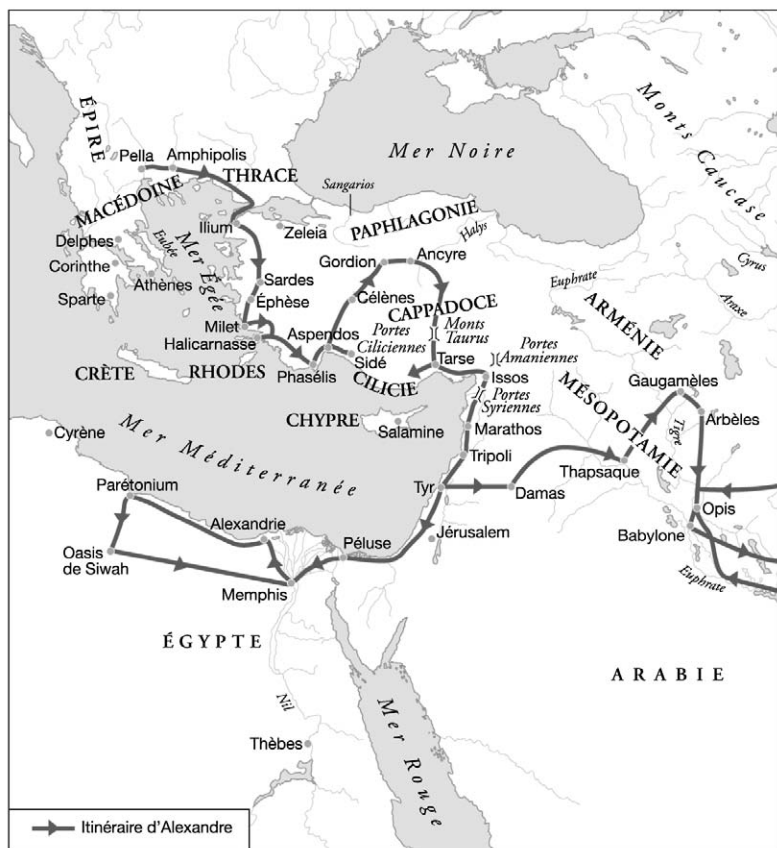 ÉPIRE
Pella
Amphipolis
THRACE
MACÉDOINE
Mer Noire
Monts Caucase
Sangarios
PAPHLAGONIE
Halys
Ilium
Zeleia
Delphes
Eubée
Mer Égée
Corinthe
Athènes
Sparte
Gordion
Ancyre
Cyrus
Euphrate
Araxe
ARMÉNIE
Sardes
Éphèse
Célènes
CAPPADOCE
Milet
Halicarnasse
Aspendos
Portes
Ciliciennes
Monts
Taurus
Portes
Amaniennes
Sidé
Tarse
Issos
CRÈTE
RHODES
Phasélis
CILICIE
Portes
Syriennes
Gaugamèles
MÉSOPOTAMIE
Arbèles
CHYPRE
Salamine
Marathos
Tigre
Cyrène
Mer Méditerranée
Tripoli
Thapsaque
Parétonium
Tyr
Damas
Opis
Alexandrie
Péluse
Jérusalem
Babylone
Oasis
de Siwah
Memphis
Euphrate
ÉGYPTE
ARABIE
Nil
Mer Rouge
Thèbes
Itinéraire d'Alexandre